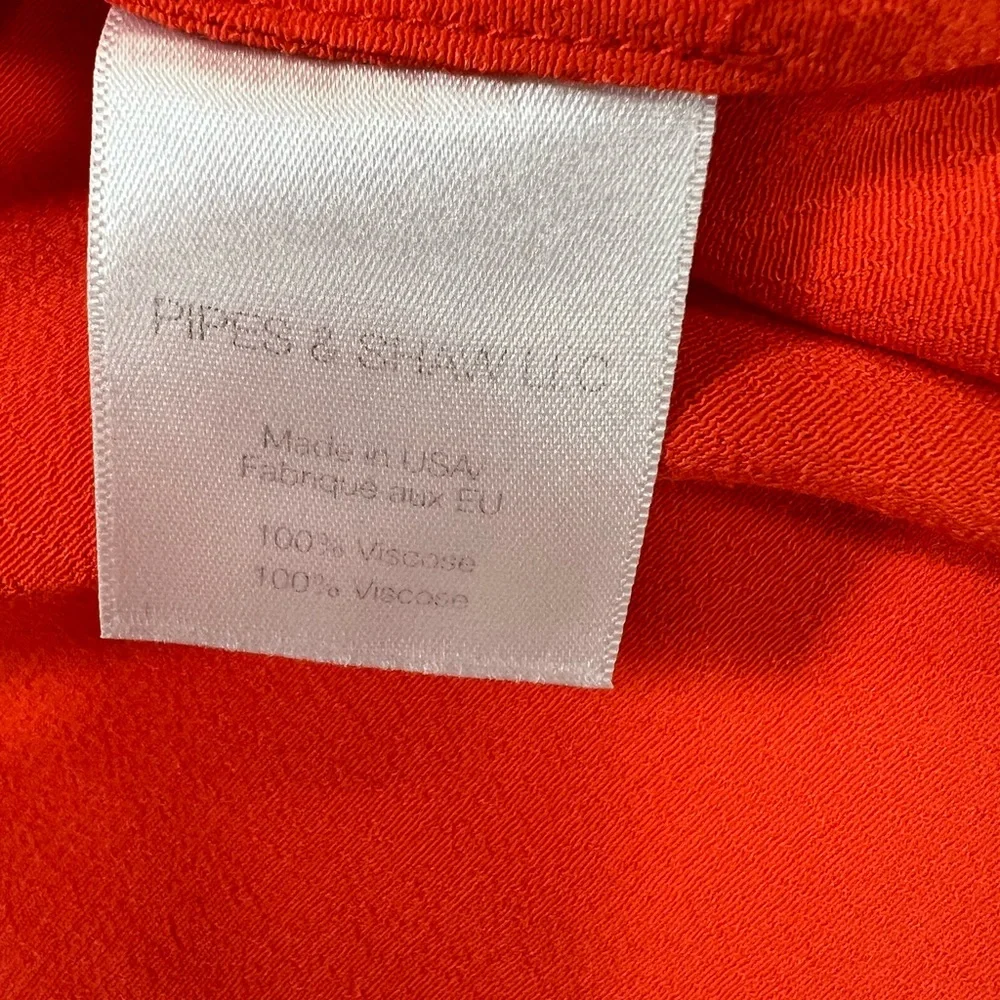 PIPES & SHAW LLC
Made in USA/
Fabriqué aux EU
100% Viscose
100% Viscose